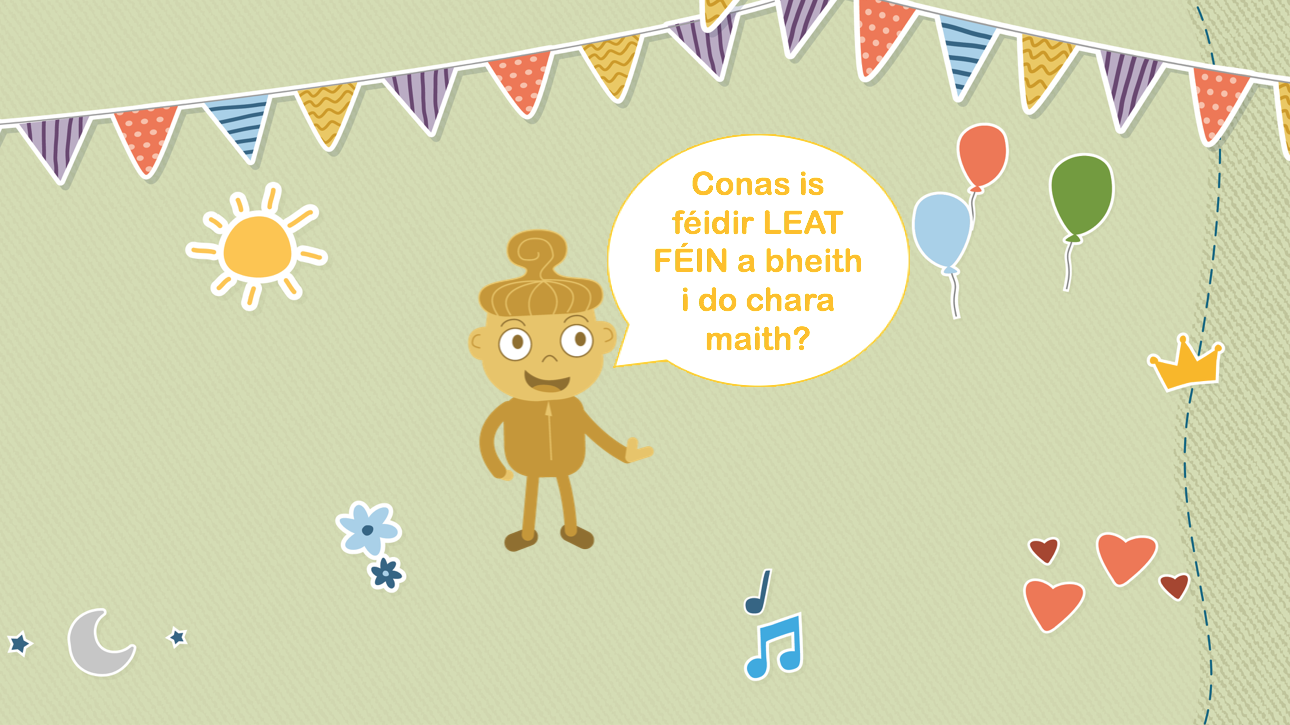 Conas is
féidir LEAT
FÉIN a bheith
i do chara
maith?